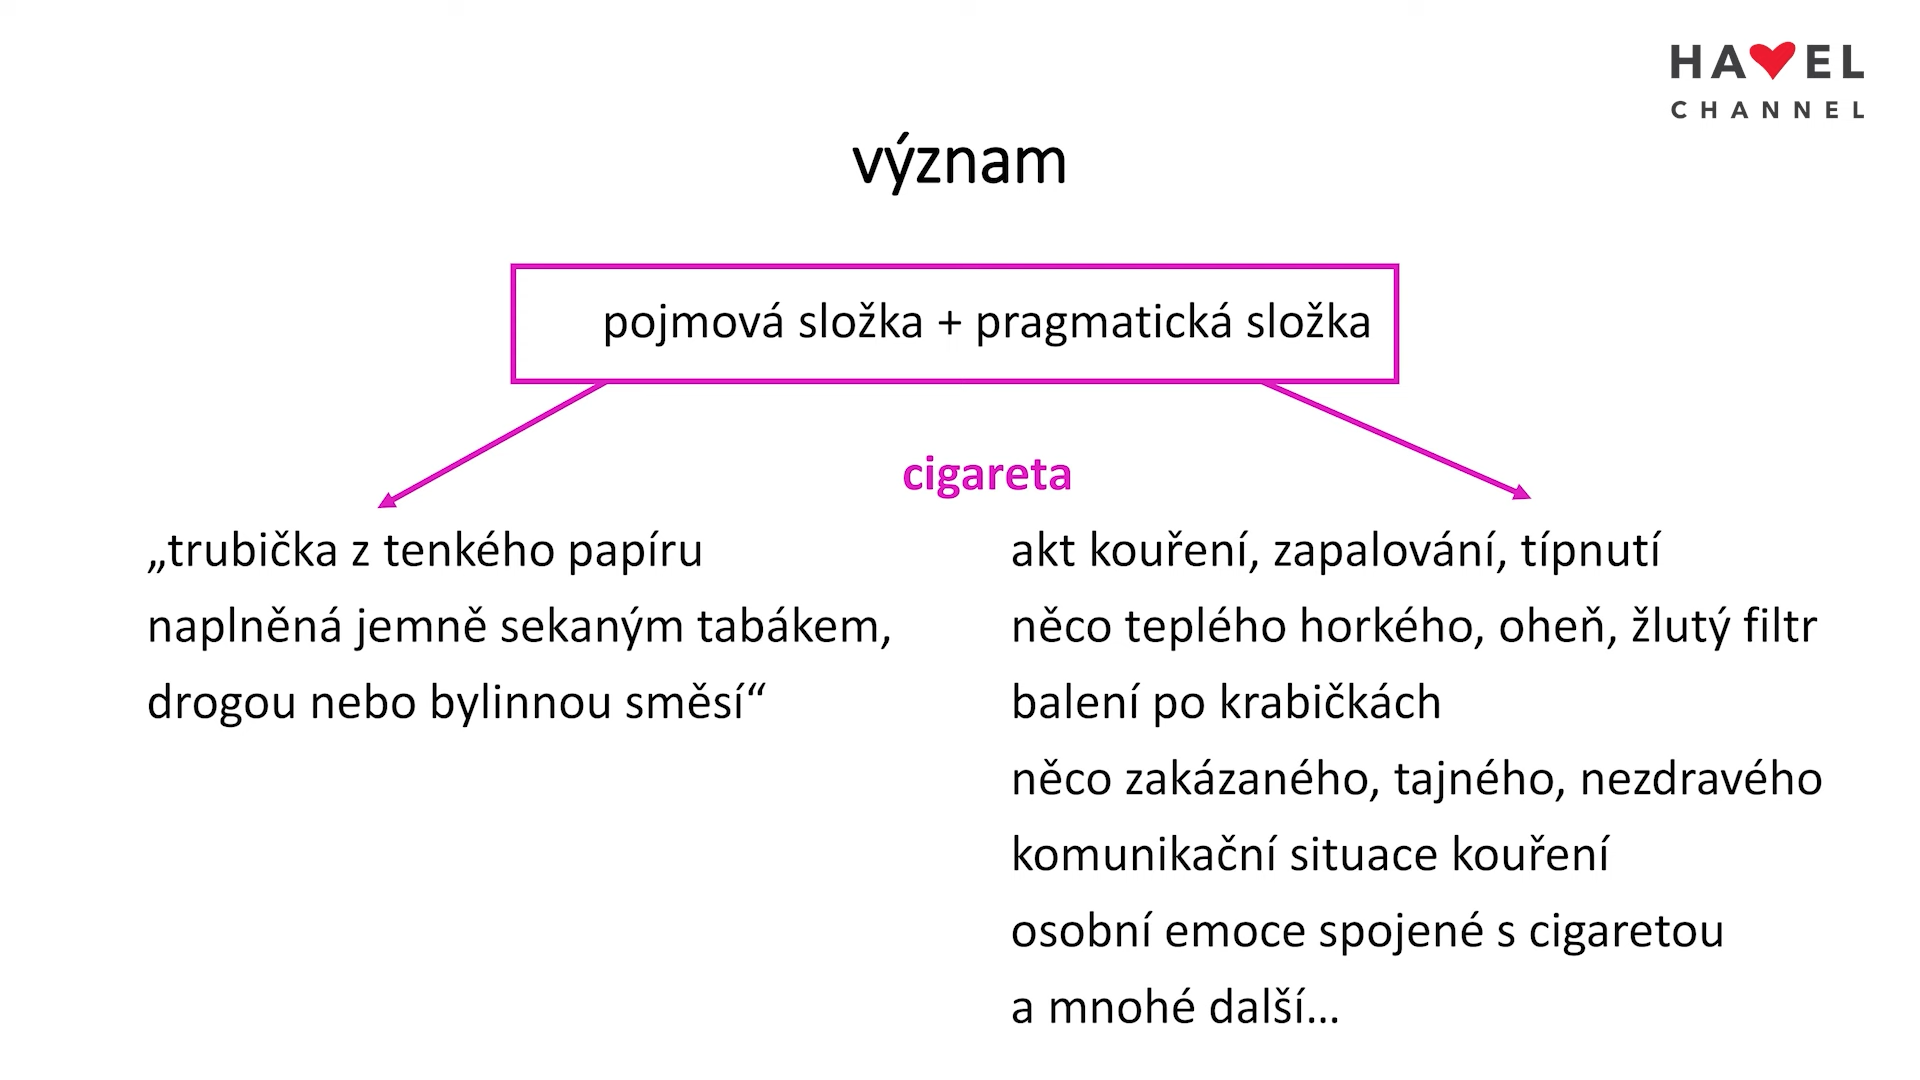 HAVEL
CHANNEL
význam
pojmová složka + pragmatická složka
cigareta
„trubička z tenkého papíru
naplněná jemně sekaným tabákem,
drogou nebo bylinnou směsí“
akt kouření, zapalování, típnutí
něco teplého horkého, oheň, žlutý filtr
balení po krabičkách
něco zakázaného, tajného, nezdravého
komunikační situace kouření
osobní emoce spojené s cigaretou
a mnohé další...